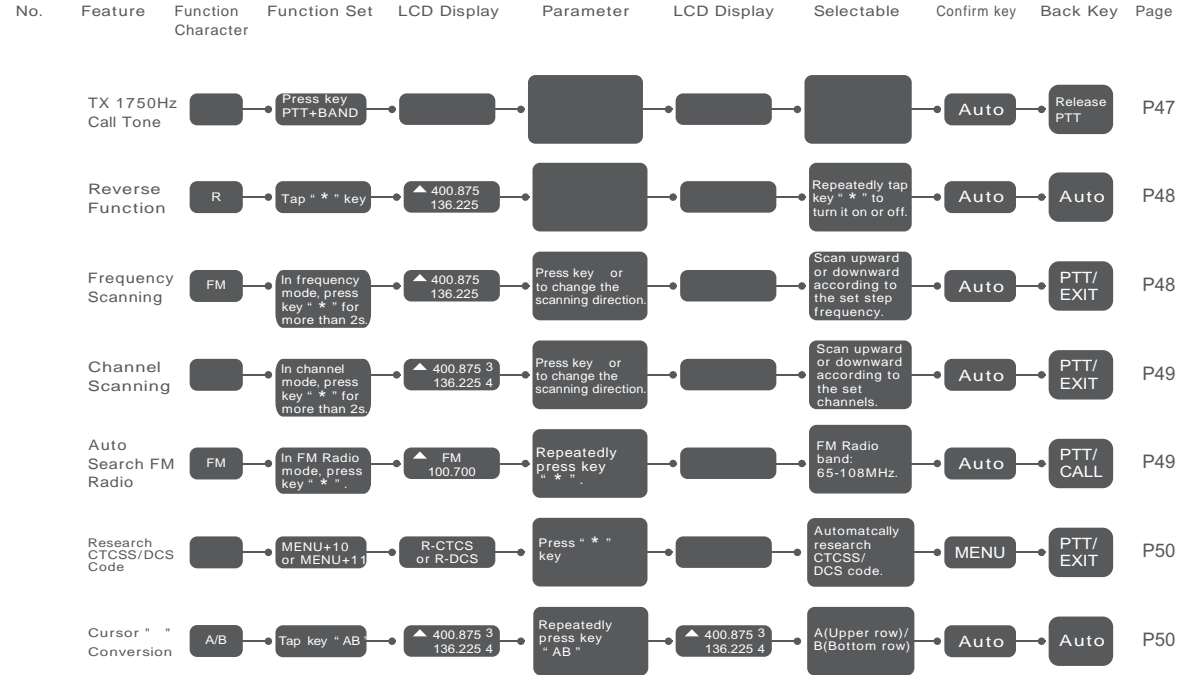 No. Feature Function Function Set LCD Display Parameter LCD Display Selectable Confirm key Back Key Page
Character
TX 1750Hz
Call Tone
Press key
PTT+BAND
Auto
Release
PTT
P47
Reverse
Function
R
Tap “ * ” key
400.875
136.225
Repeatedly tap
key “ * ” to
turn it on or off.
Auto
Auto
P48
Frequency
Scanning
FM
In frequency
mode, press
key “ * ” for
more than 2s.
400.875
136.225
Press key or
to change the
scanning direction.
Scan upward
or downward
according to
the set step
frequency.
Auto
PTT/
EXIT
P48
Channel
Scanning
In channel
mode, press
key “ * ” for
more than 2s.
400.875 3
136.225 4
Press key or
to change the
scanning direction.
Scan upward
or downward
according to
the set
channels.
Auto
PTT/
EXIT
P49
Auto
Search FM
Radio
FM
In FM Radio
mode, press
key “ * ” .
FM
100.700
Repeatedly
press key
“ * ” .
FM Radio
band:
65-108MHz.
Auto
PTT/
CALL
P49
Research
CTCSS/DCS
Code
MENU+10
or MENU+11
R-CTCS
or R-DCS
Press “ * ”
key
Automatcally
research
CTCSS/
DCS code.
MENU
PTT/
EXIT
P50
Cursor " "
Conversion
A/B
Tap key “ AB ”
400.875 3
136.225 4
Repeatedly
press key
“ AB ”
400.875 3
136.225 4
A(Upper row)/
B(Bottom row)
Auto
Auto
P50